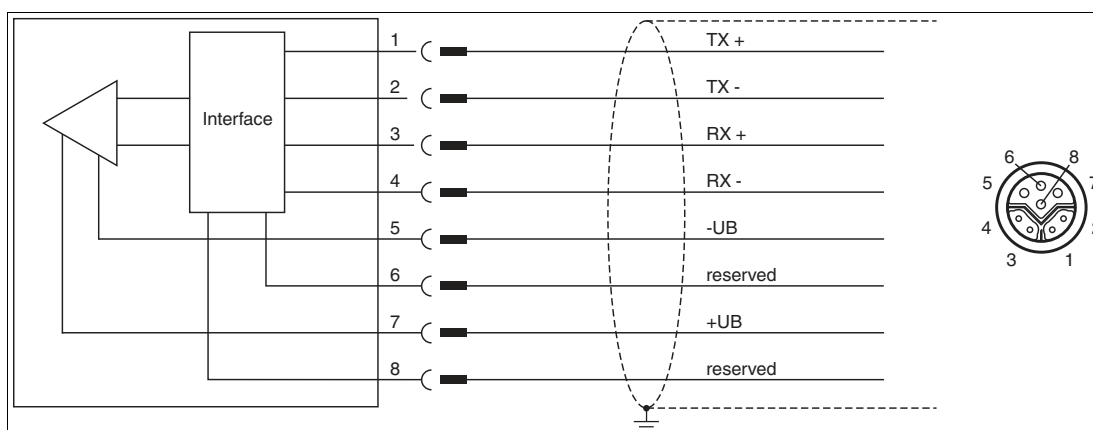 1 TX +
2 TX -
Interface
3 RX +
4 RX -
5 -UB
6 reserved
7 +UB
8 reserved
6 8
5 7
4
3 1